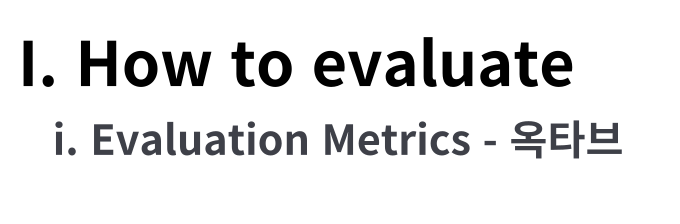 I. How to evaluate
i. Evaluation Metrics - 옥타브